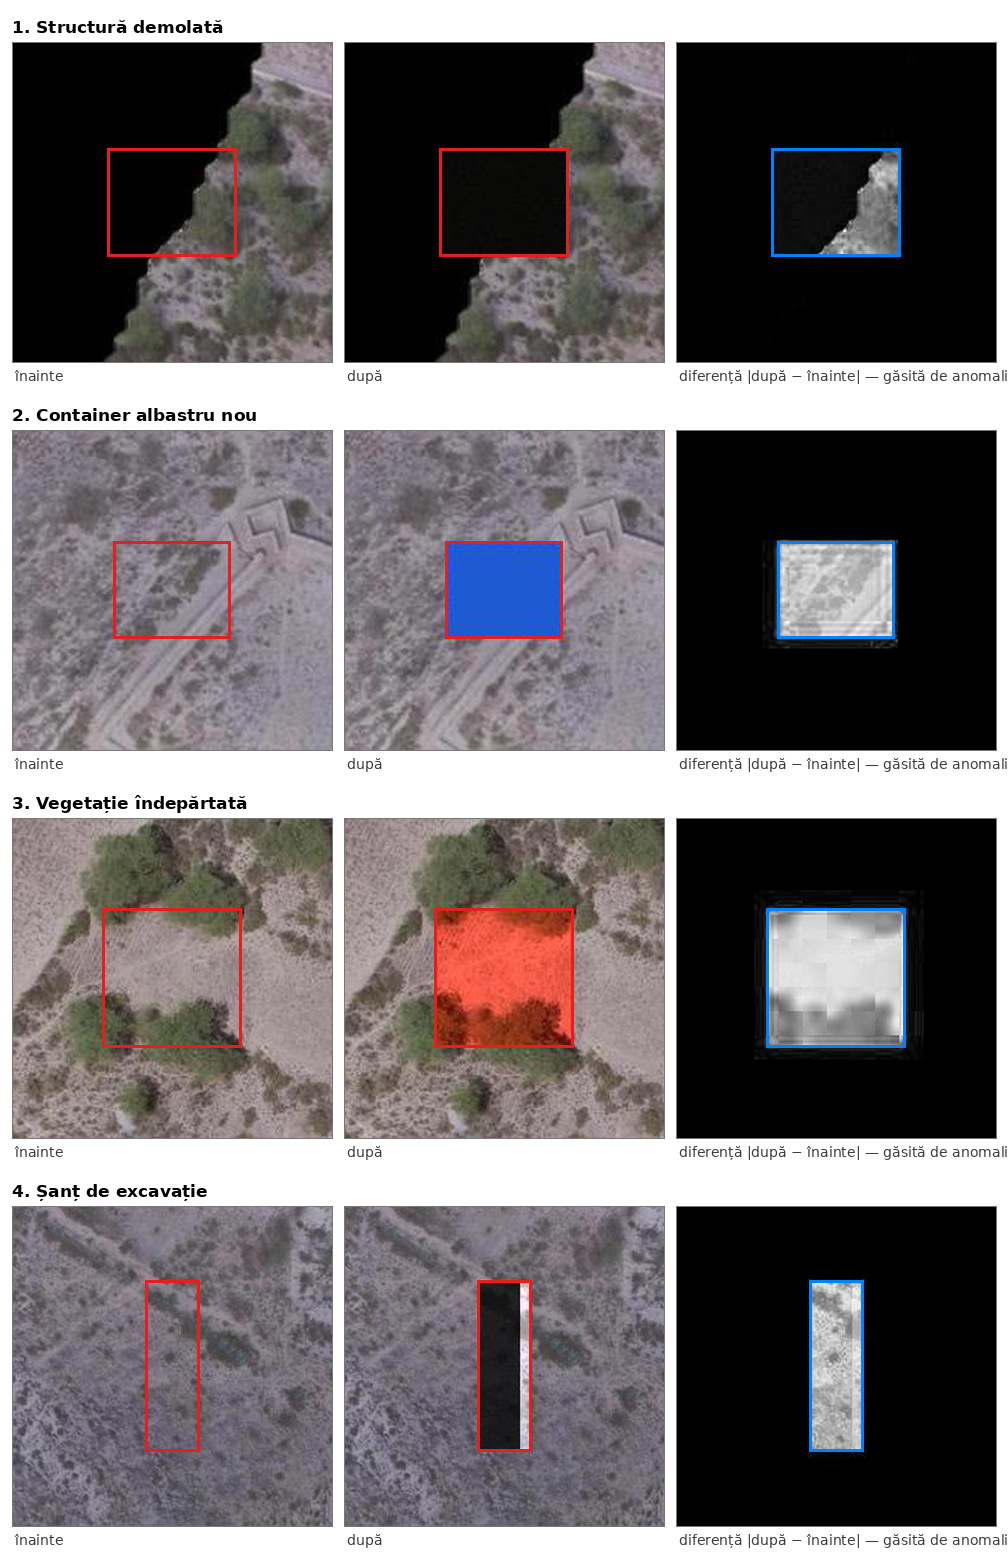 1. Structură demolată
înainte
după
diferență |după − înainte| — găsită de anomali
2. Container albastru nou
înainte
după
diferență |după − înainte| — găsită de anomali
3. Vegetație îndepărtată
înainte
după
diferență |după − înainte| — găsită de anomali
4. Șanț de excavație
înainte
după
diferență |după − înainte| — găsită de anomali